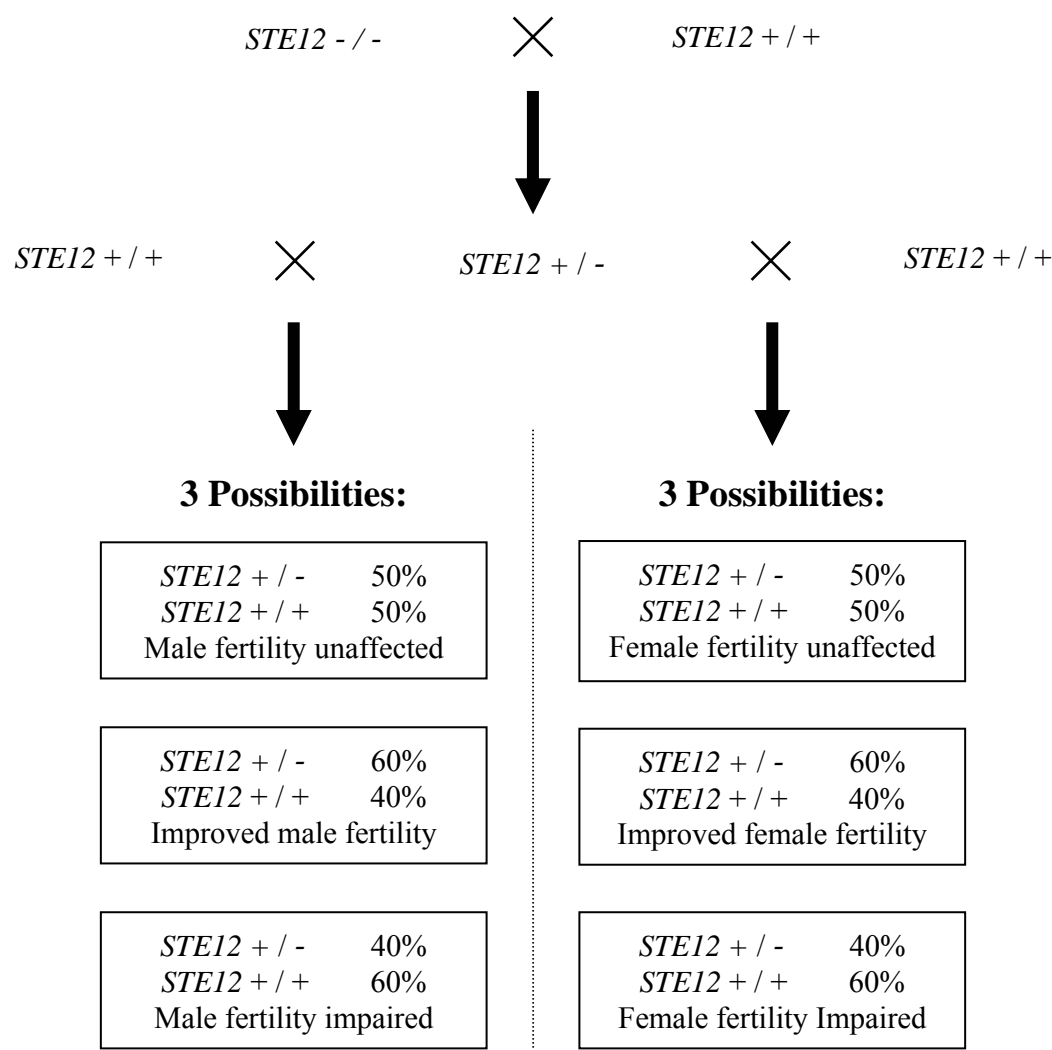 STE12 - / - STE12 + / +
STE12 + / + STE12 + / - STE12 + / +
3 Possibilities:
STE12 + / - 50%
STE12 + / + 50%
Male fertility unaffected
STE12 + / - 60%
STE12 + / + 40%
Improved male fertility
STE12 + / - 40%
STE12 + / + 60%
Male fertility impaired
3 Possibilities:
STE12 + / - 50%
STE12 + / + 50%
Female fertility unaffected
STE12 + / - 60%
STE12 + / + 40%
Improved female fertility
STE12 + / - 40%
STE12 + / + 60%
Female fertility Impaired